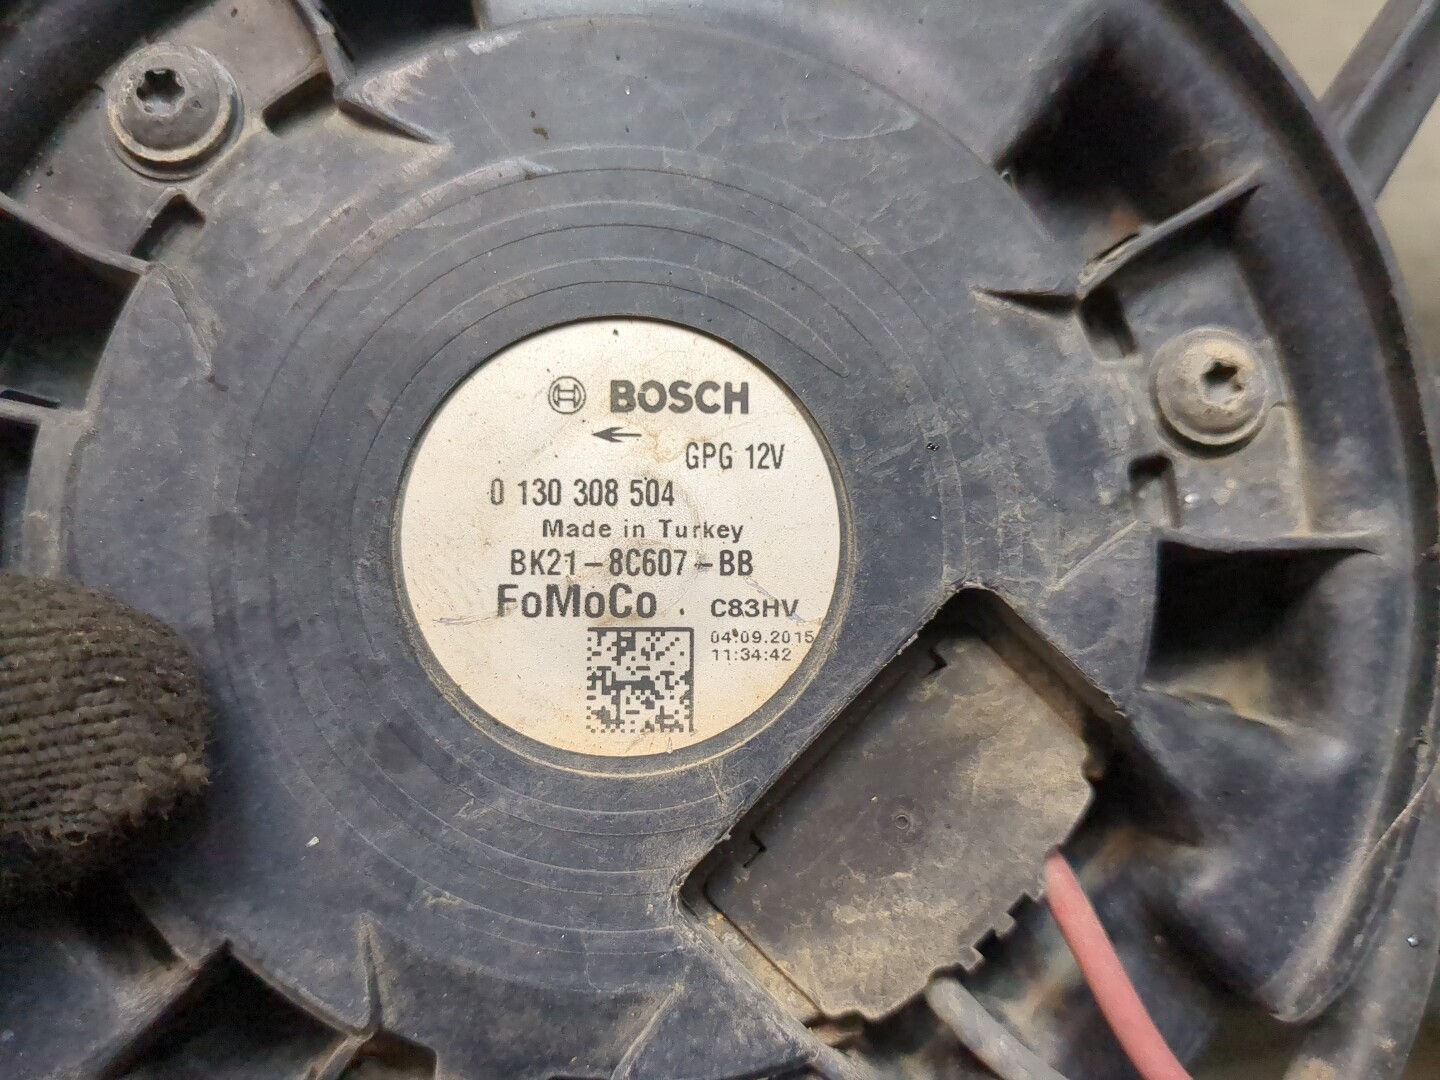 BOSCH
GPG 12V
0 130 308 504
Made in Turkey
BK21-8C607-BB
FoMoCo . C83HV
04.09.2015
11:34:42